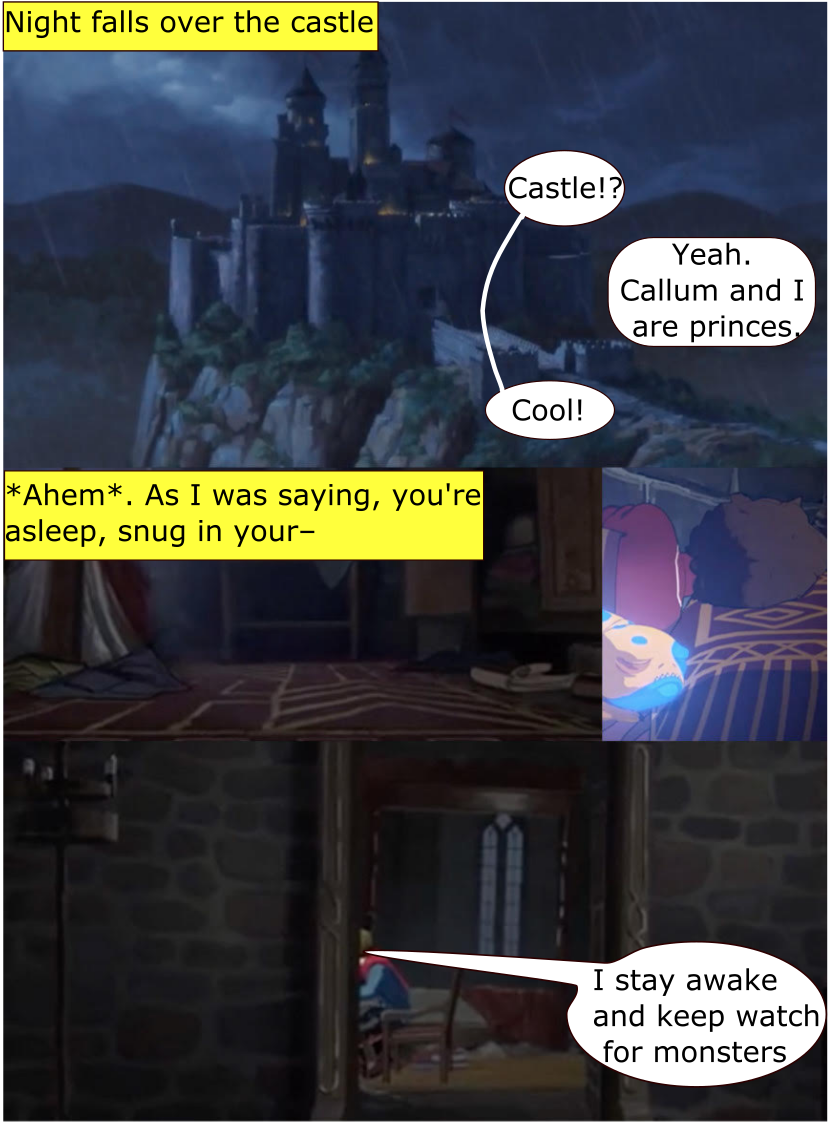 Night falls over the castle
Castle!?
Yeah.
Callum and I
are princes.
Cool!
*Ahem*. As I was saying, you're
asleep, snug in your–
I stay awake
and keep watch
for monsters